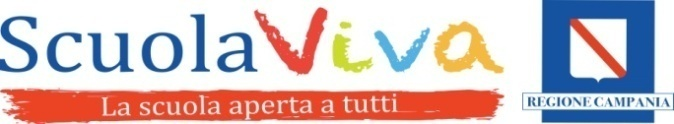 ScuolaViva
La scuola aperta a tutti
REGIONE CAMPANIA